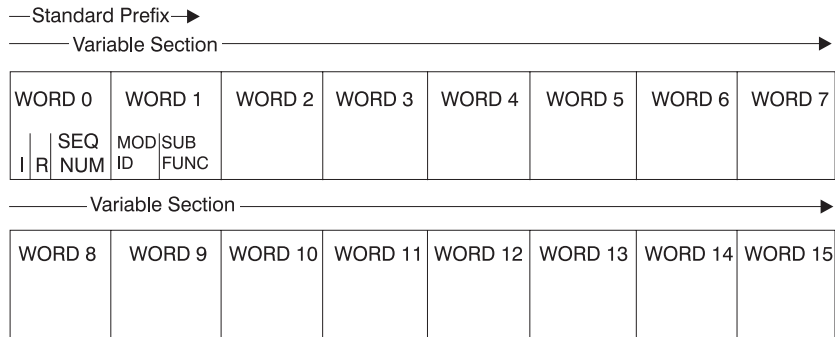 Standard Prefix
Variable Section
WORD 0 WORD 1 WORD 2 WORD 3 WORD 4 WORD 5 WORD 6 WORD 7
SEQ MOD SUB
I R NUM ID FUNC
Variable Section
WORD 8 WORD 9 WORD 10 WORD 11 WORD 12 WORD 13 WORD 14 WORD 15